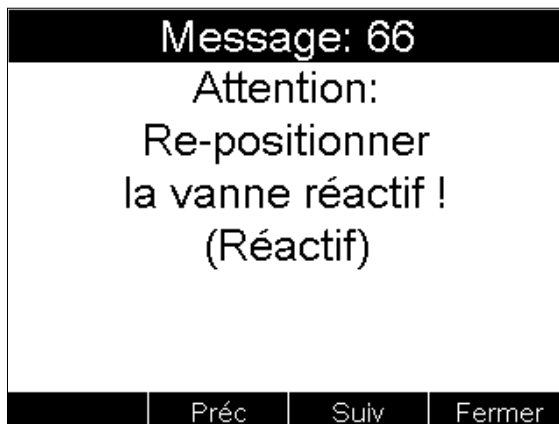 Message: 66
Attention:
Re-positionner
la vanne réactif !
(Réactif)
Préc Suiv Fermer